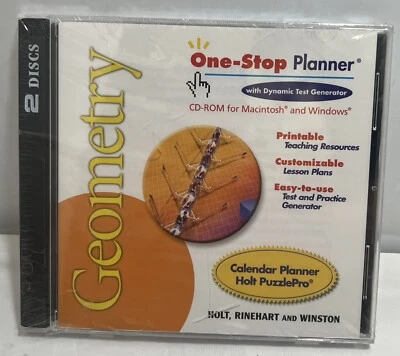 2 DISCS
Geometry
One-Stop Planner®
with Dynamic Test Generator
CD-ROM for Macintosh® and Windows®
Printable
Teaching Resources
Customizable
Lesson Plans
Easy-to-use
Test and Practice
Generator
Calendar Planner
Holt PuzzlePro®
HOLT, RINEHART AND WINSTON